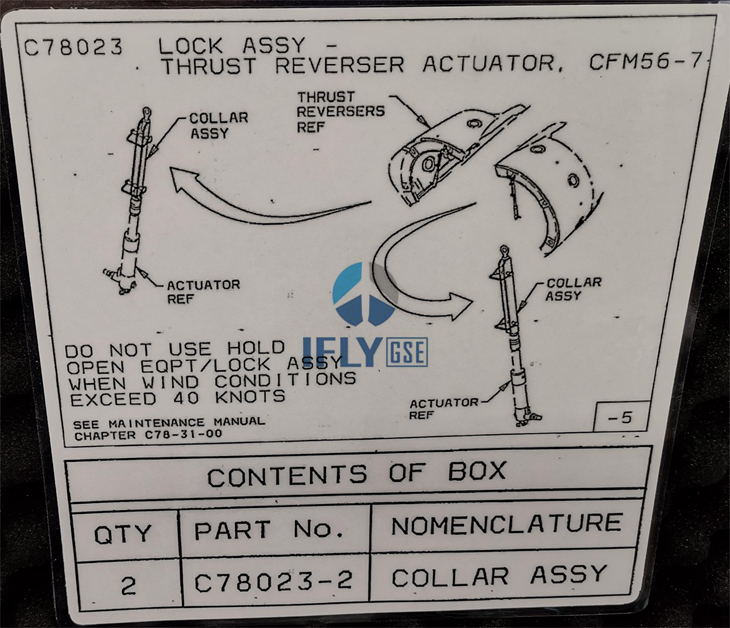 C78023 LOCK ASSY -
THRUST REVERSER ACTUATOR, CFM56-7
COLLAR
ASSY
THRUST
REVERSERS
REF
ACTUATOR
REF
COLLAR
ASSY
ACTUATOR
REF
IFLY GSE
DO NOT USE HOLD
OPEN EQPT/LOCK ASSY
WHEN WIND CONDITIONS
EXCEED 40 KNOTS
SEE MAINTENANCE MANUAL
CHAPTER C78-31-00
-5
CONTENTS OF BOX
QTY PART No. NOMENCLATURE
2 C78023-2 COLLAR ASSY